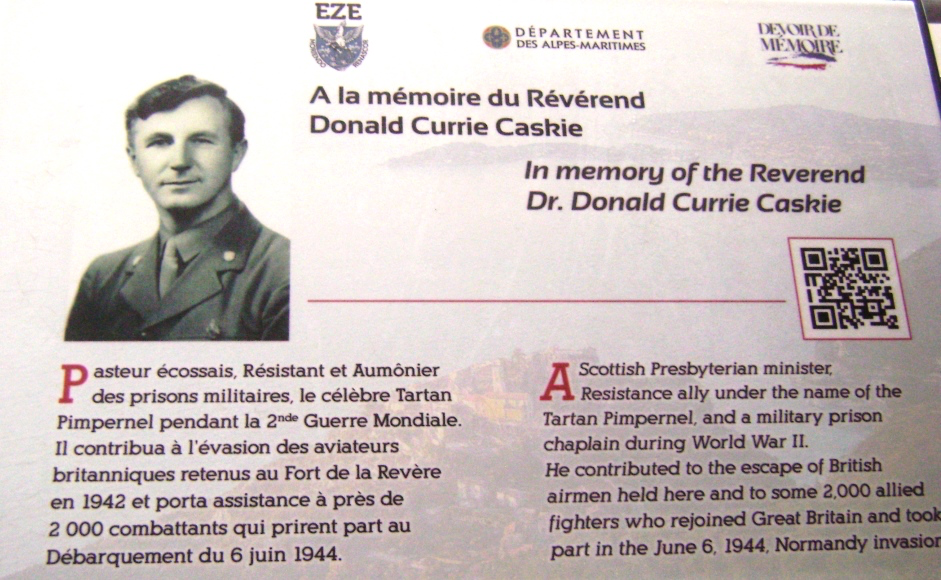 EZE
DÉPARTEMENT
DES ALPES-MARITIMES
DEVOIR DE
MÉMOIRE
A la mémoire du Révérend
Donald Currie Caskie
In memory of the Reverend
Dr. Donald Currie Caskie
Pasteur écossais, Résistant et Aumônier
des prisons militaires, le célèbre Tartan
Pimpernel pendant la 2nde Guerre Mondiale.
Il contribua à l'évasion des aviateurs
britanniques retenus au Fort de la Revère
en 1942 et porta assistance à près de
2 000 combattants qui prirent part au
Débarquement du 6 juin 1944.
A Scottish Presbyterian minister,
Resistance ally under the name of the
Tartan Pimpernel, and a military prison
chaplain during World War II.
He contributed to the escape of British
airmen held here and to some 2,000 allied
fighters who rejoined Great Britain and took
part in the June 6, 1944, Normandy invasion